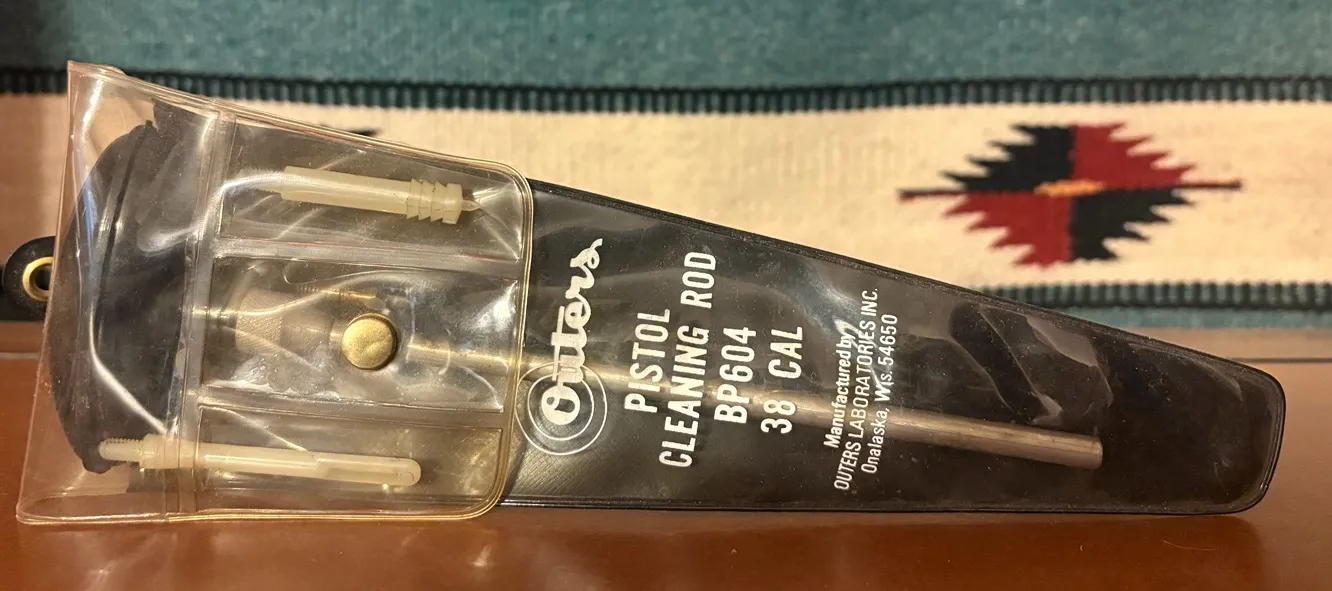 Outers
PISTOL
CLEANING ROD
BP604
38 CAL
Manufactured by
OUTERS LABORATORIES INC.
Onalaska, Wis. 54650